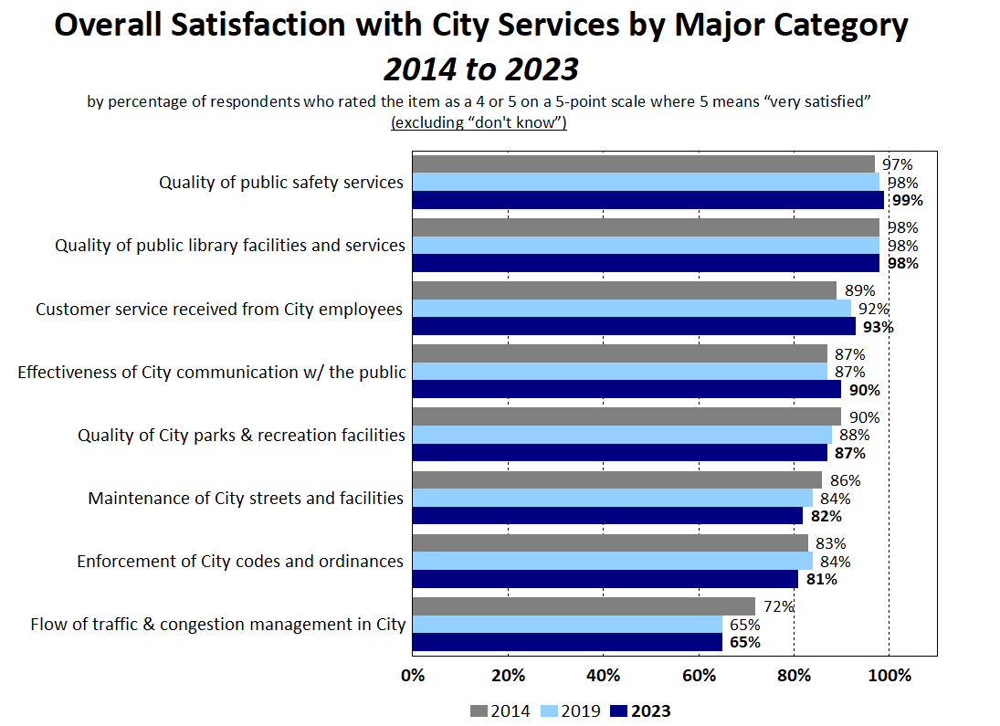 Overall Satisfaction with City Services by Major Category
2014 to 2023
by percentage of respondents who rated the item as a 4 or 5 on a 5-point scale where 5 means “very satisfied”
(excluding “don't know”)
Quality of public safety services
97%
98%
99%
Quality of public library facilities and services
98%
98%
98%
Customer service received from City employees
89%
92%
93%
Effectiveness of City communication w/ the public
87%
87%
90%
Quality of City parks & recreation facilities
90%
88%
87%
Maintenance of City streets and facilities
86%
84%
82%
Enforcement of City codes and ordinances
83%
84%
81%
Flow of traffic & congestion management in City
72%
65%
65%
0% 20% 40% 60% 80% 100%
2014 2019 2023